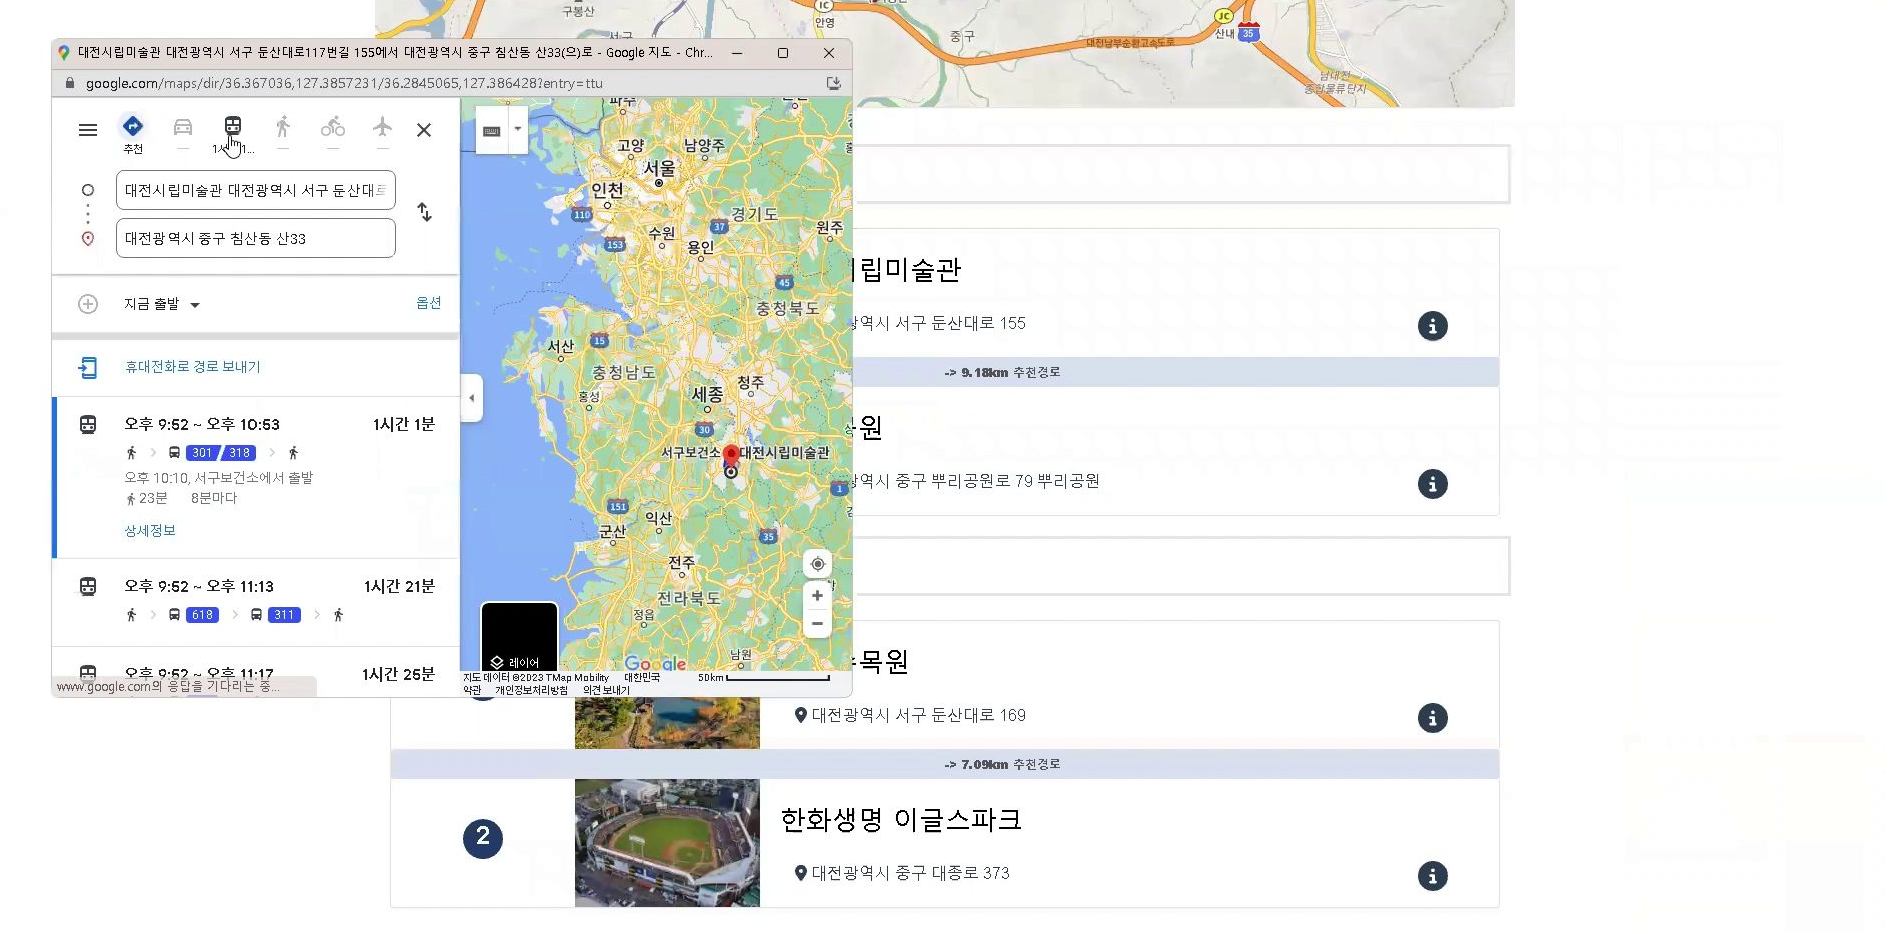 구봉산
안영
JC
산내
35
중구
대전남부순환고속도로
남대전
종합물류단지
대전시립미술관 대전광역시 서구 둔산대로117번길 155에서 대전광역시 중구 침산동 산33(으)로 - Google 지도 - Chr...
google.com/maps/dir/36.367036,127.3857231/36.2845065,127.386428?entry=ttu
추천
대전시립미술관 대전광역시 서구 둔산대로
대전광역시 중구 침산동 산33
지금 출발
옵션
휴대전화로 경로 보내기
오후 9:52 ~ 오후 10:53
1시간 1분
301 / 318
오후 10:10, 서구보건소에서 출발
23분 8분마다
상세정보
오후 9:52 ~ 오후 11:13
1시간 21분
618
311
오후 9:52 ~ 오후 11:17
1시간 25분
www.google.com의 응답을 기다리는 중...
파주
고양
남양주
서울
인천
110
경기도
37
수원
원주
153
용인
45
충청북도
15
서산
충청남도
청주
홍성
세종
30
서구보건소
대전시립미술관
1
151
익산
군산
35
전주
전라북도
정읍
남원
레이어
Google
지도 데이터 ©2023 TMap Mobility 대한민국 50km
약관 개인정보처리방침 의견 보내기
립미술관
광역시 서구 둔산대로 155
-> 9.18km 추천경로
원
광역시 중구 뿌리공원로 79 뿌리공원
수목원
대전광역시 서구 둔산대로 169
-> 7.09km 추천경로
2
한화생명 이글스파크
대전광역시 중구 대종로 373